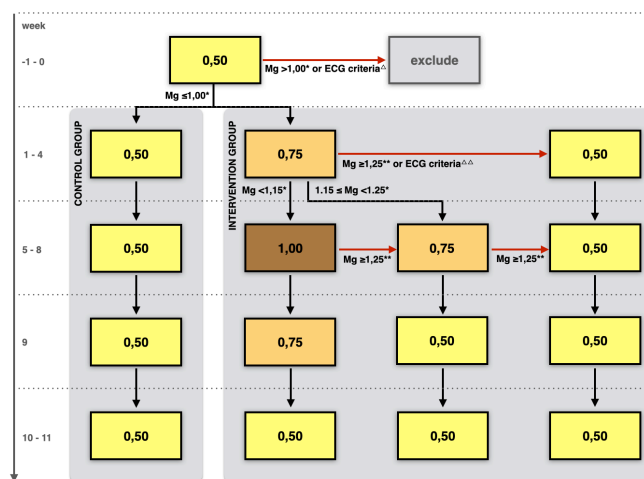 week
-1 - 0
0,50
Mg >1,00* or ECG criteria△
exclude
Mg ≤1,00*
CONTROL GROUP
INTERVENTION GROUP
1 - 4
0,50
0,75
Mg ≥1,25** or ECG criteria△△
0,50
Mg <1,15*
1.15 ≤ Mg <1.25*
5 - 8
0,50
1,00
Mg ≥1,25**
0,75
Mg ≥1,25**
0,50
9
0,50
0,75
0,50
0,50
10 - 11
0,50
0,50
0,50
0,50